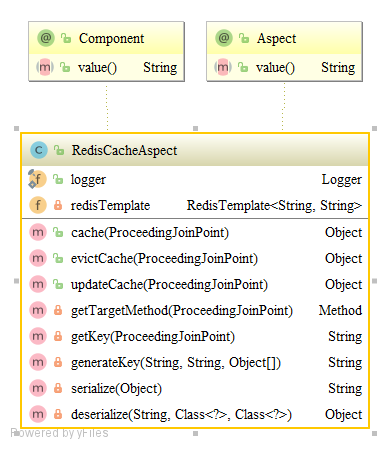 Component
value() String
Aspect
value() String
RedisCacheAspect
logger Logger
redisTemplate RedisTemplate<String, String>
cache(ProceedingJoinPoint) Object
evictCache(ProceedingJoinPoint) Object
updateCache(ProceedingJoinPoint) Object
getTargetMethod(ProceedingJoinPoint) Method
getKey(ProceedingJoinPoint) String
generateKey(String, String, Object[]) String
serialize(Object) String
deserialize(String, Class<?>, Class<?>) Object
Powered by yFiles